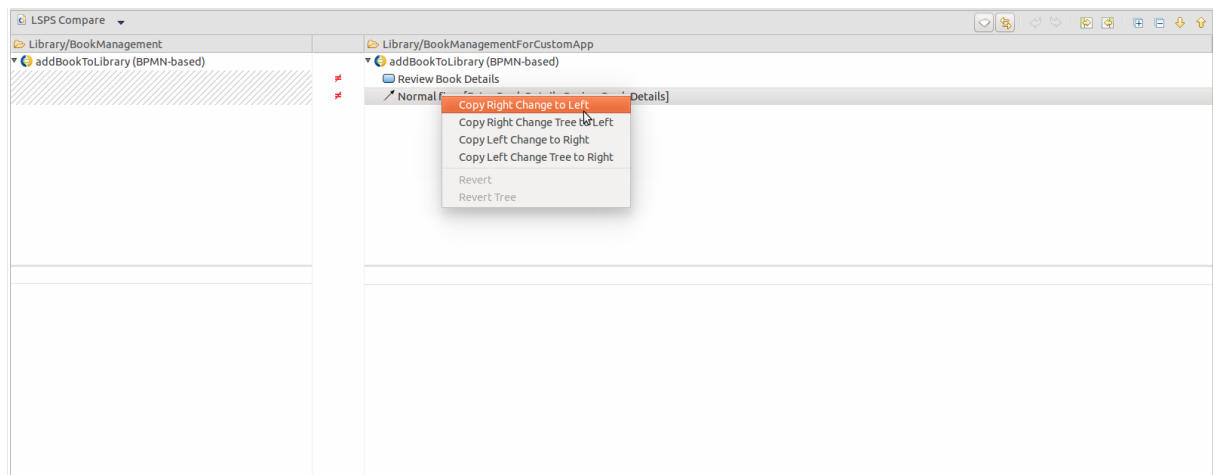 LSPS Compare
Library/BookManagement
Library/BookManagementForCustomApp
addBookToLibrary (BPMN-based)
addBookToLibrary (BPMN-based)
≠ Review Book Details
≠ Normal Details]
Copy Right Change to Left
Copy Right Change Tree to Left
Copy Left Change to Right
Copy Left Change Tree to Right
Revert
Revert Tree